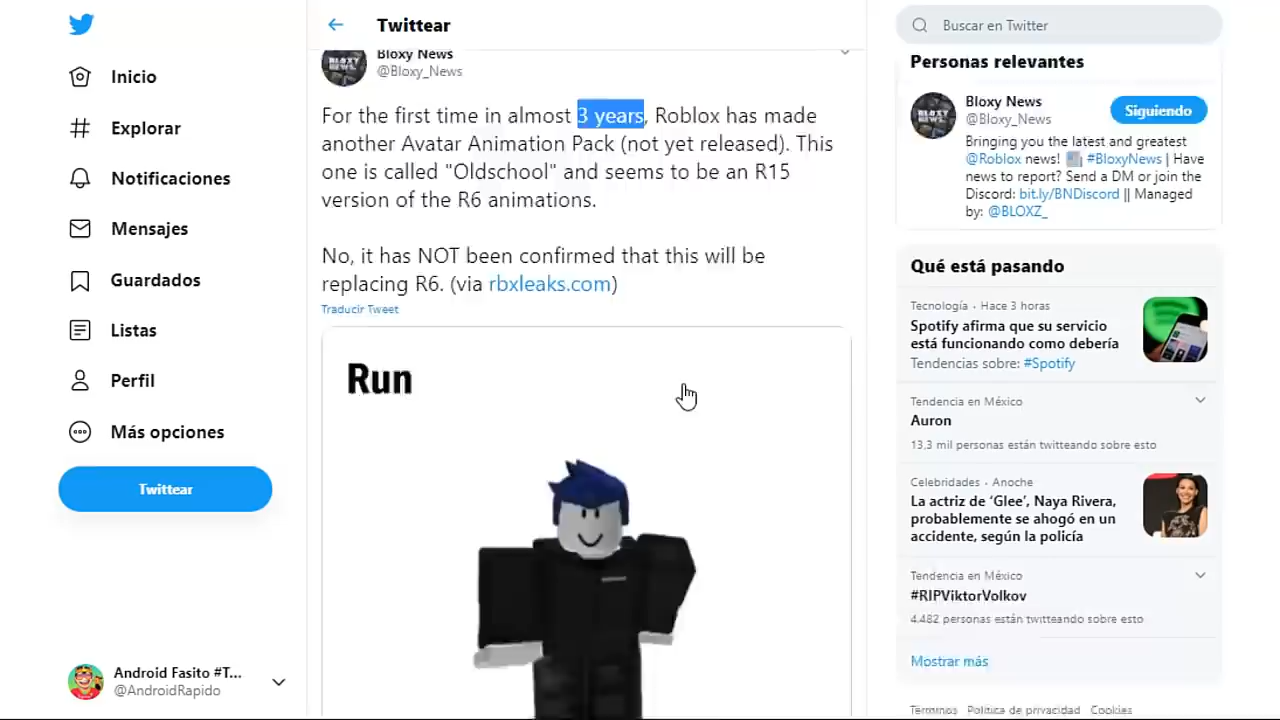 Inicio
Explorar
Notificaciones
Mensajes
Guardados
Listas
Perfil
Más opciones
Twittear
Android Fasito #T...
@AndroidRapido
Twittear
Bloxy News
@Bloxy_News
For the first time in almost 3 years, Roblox has made
another Avatar Animation Pack (not yet released). This
one is called "Oldschool" and seems to be an R15
version of the R6 animations.
No, it has NOT been confirmed that this will be
replacing R6. (via rbxleaks.com)
Traducir Tweet
Run
Buscar en Twitter
Personas relevantes
BLOXY
NEWS
Bloxy News
@Bloxy_News
Siguiendo
Bringing you the latest and greatest
@Roblox news! #BloxyNews | Have
news to report? Send a DM or join the
Discord: bit.ly/BNDiscord || Managed
by: @BLOXZ_
Qué está pasando
Tecnología · Hace 3 horas
Spotify afirma que su servicio
está funcionando como debería
Tendencias sobre: #Spotify
Tendencia en México
Auron
13,3 mil personas están twitteando sobre esto
Celebridades · Anoche
La actriz de ‘Glee’, Naya Rivera,
probablemente se ahogó en un
accidente, según la policía
Tendencia en México
#RIPViktorVolkov
4.482 personas están twitteando sobre esto
Mostrar más
Términos Política de privacidad Cookies